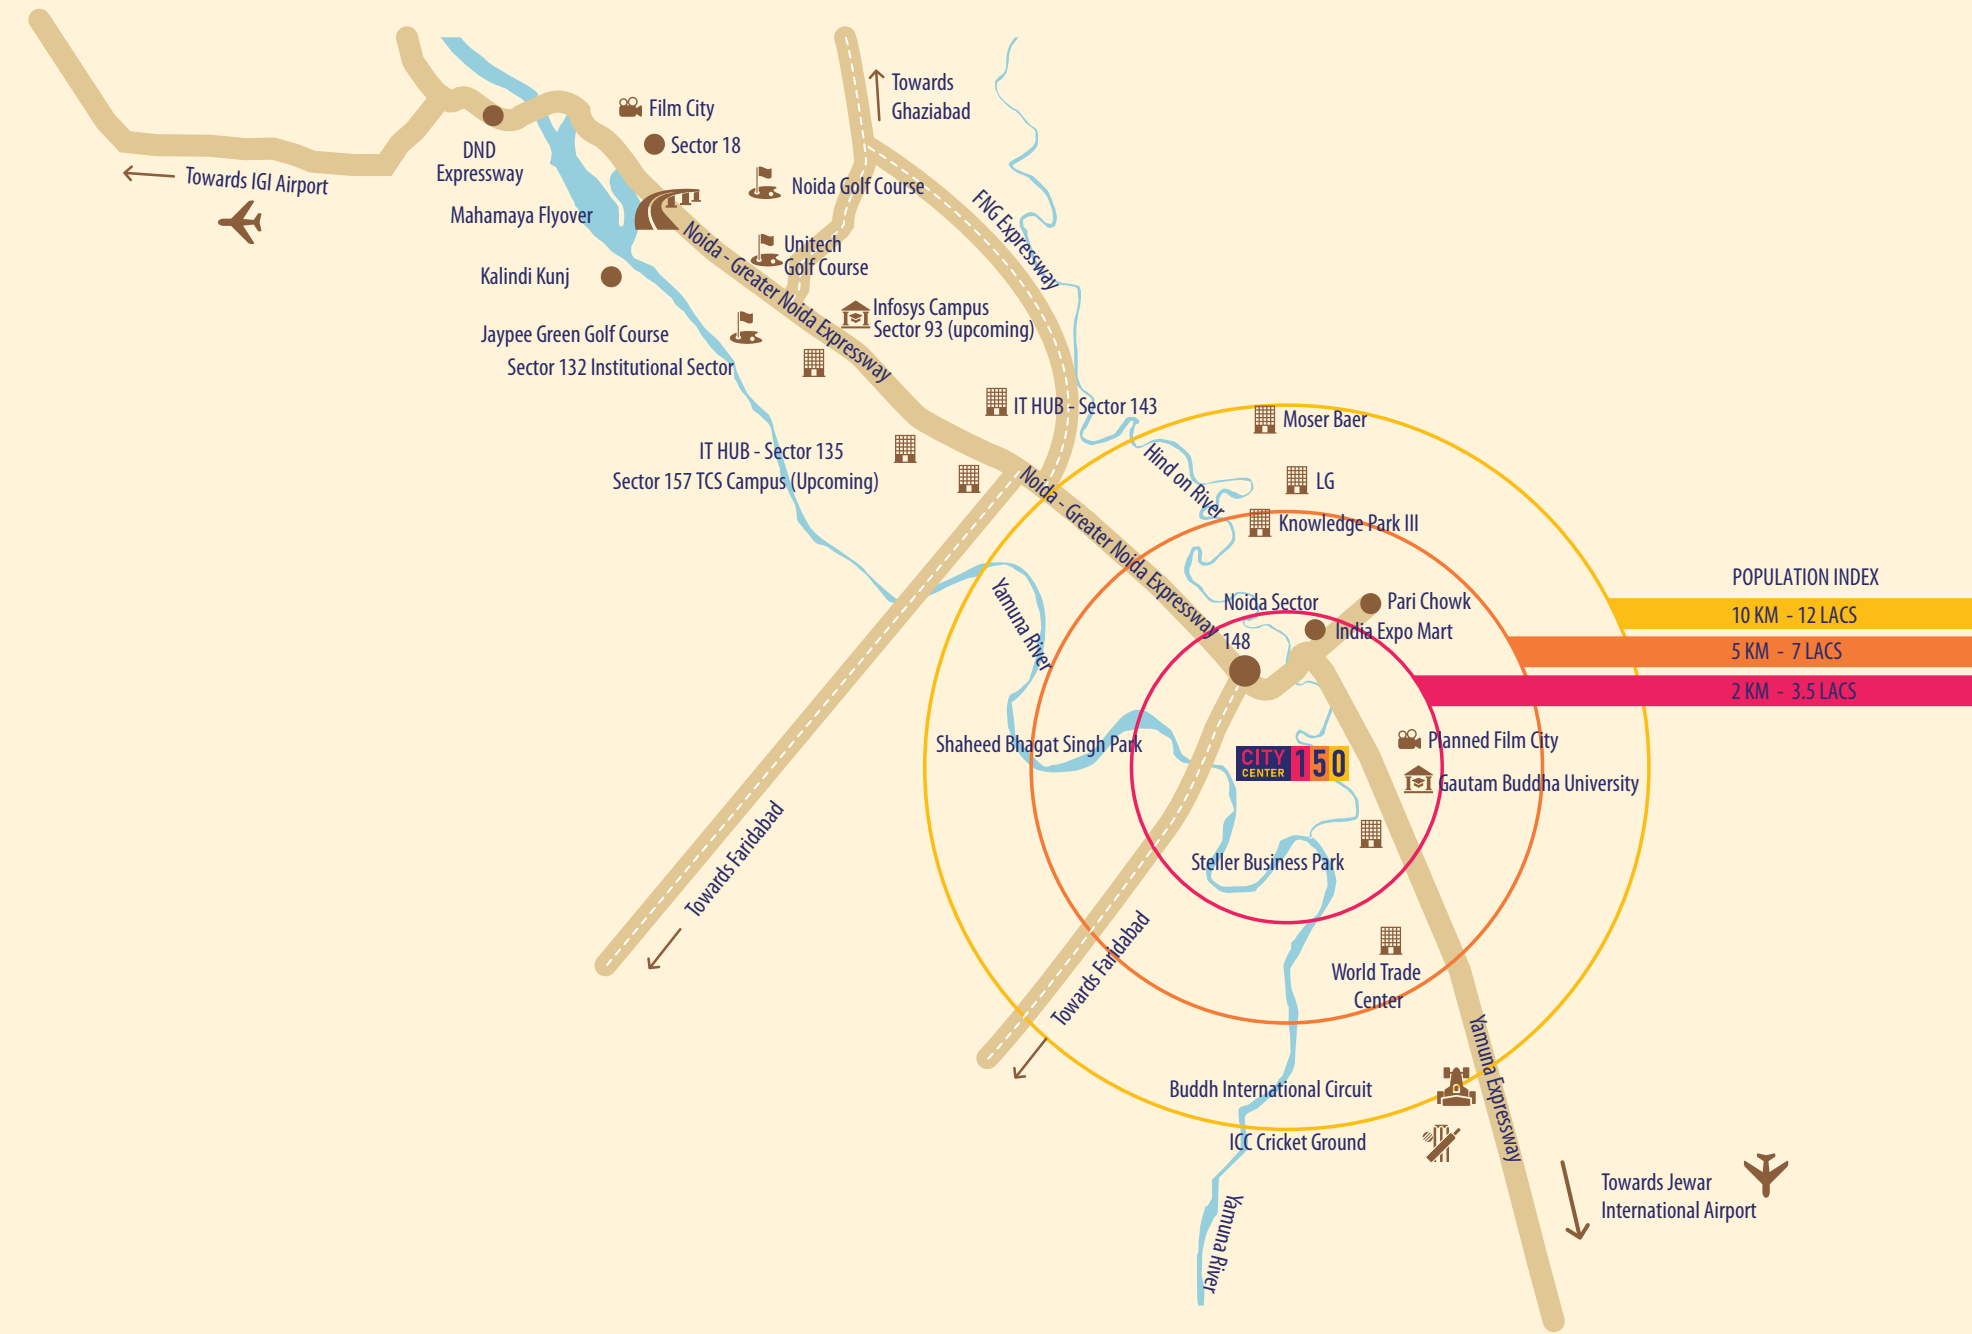 Towards
Ghaziabad
Film City
Sector 18
DND
Expressway
Towards IGI Airport
Noida Golf Course
Mahamaya Flyover
FNG Expressway
Noida - Greater Noida Expressway
Unitech
Golf Course
Kalindi Kunj
Infosys Campus
Sector 93 (upcoming)
Jaypee Green Golf Course
Sector 132 Institutional Sector
IT HUB - Sector 143
Moser Baer
IT HUB - Sector 135
Sector 157 TCS Campus (Upcoming)
Hind on River
LG
Noida - Greater Noida Expressway
Knowledge Park III
POPULATION INDEX
10 KM - 12 LACS
5 KM - 7 LACS
2 KM - 3.5 LACS
Yamuna River
Noida Sector
148
Pari Chowk
India Expo Mart
Shaheed Bhagat Singh Park
CITY
CENTER
150
Planned Film City
Gautam Buddha University
Towards Faridabad
Steller Business Park
Towards Faridabad
World Trade
Center
Yamuna Expressway
Buddh International Circuit
ICC Cricket Ground
Towards Jewar
International Airport
Yamuna River